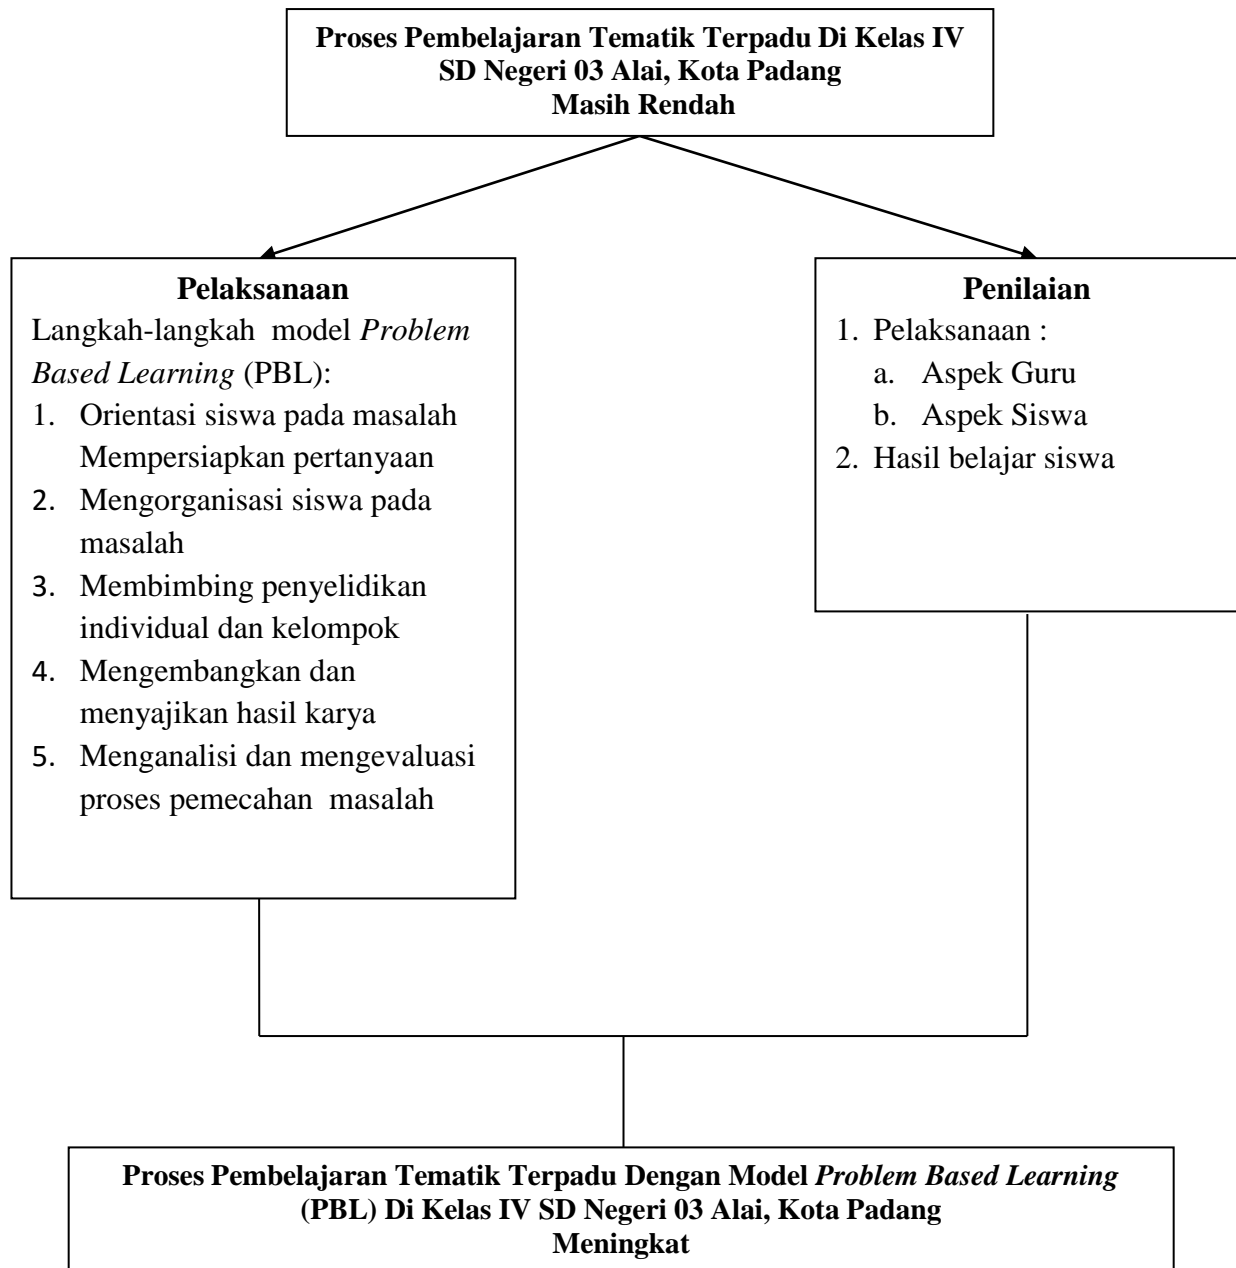 Proses Pembelajaran Tematik Terpadu Di Kelas IV
SD Negeri 03 Alai, Kota Padang
Masih Rendah
Pelaksanaan
Langkah-langkah model Problem
Based Learning (PBL):
1. Orientasi siswa pada masalah
Mempersiapkan pertanyaan
2. Mengorganisasi siswa pada
masalah
3. Membimbing penyelidikan
individual dan kelompok
4. Mengembangkan dan
menyajikan hasil karya
5. Menganalisi dan mengevaluasi
proses pemecahan masalah
Penilaian
1. Pelaksanaan :
a. Aspek Guru
b. Aspek Siswa
2. Hasil belajar siswa
Proses Pembelajaran Tematik Terpadu Dengan Model Problem Based Learning
(PBL) Di Kelas IV SD Negeri 03 Alai, Kota Padang
Meningkat